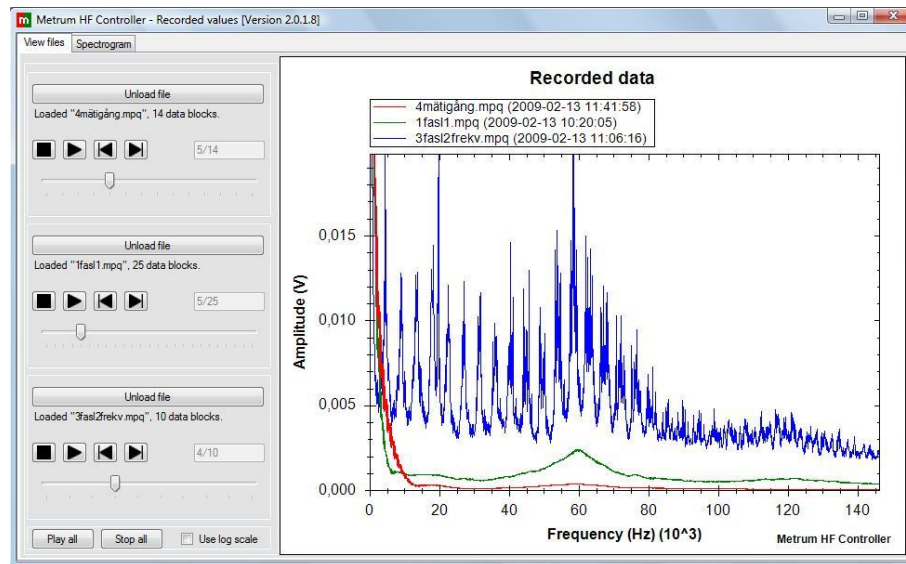 Metrum HF Controller - Recorded values [Version 2.0.1.8]
View files Spectrogram
Unload file
Loaded "4mätigång.mpq", 14 data blocks.
5/14
Unload file
Loaded "1fasl1.mpq", 25 data blocks.
5/25
Unload file
Loaded "3fasl2frekv.mpq", 10 data blocks.
4/10
Play all Stop all Use log scale
Recorded data
4mätigång.mpq (2009-02-13 11:41:58)
1fasl1.mpq (2009-02-13 10:20:05)
3fasl2frekv.mpq (2009-02-13 11:06:16)
Amplitude (V)
0,015
0,010
0,005
0,000
0 20 40 60 80 100 120 140
Frequency (Hz) (10^3)
Metrum HF Controller